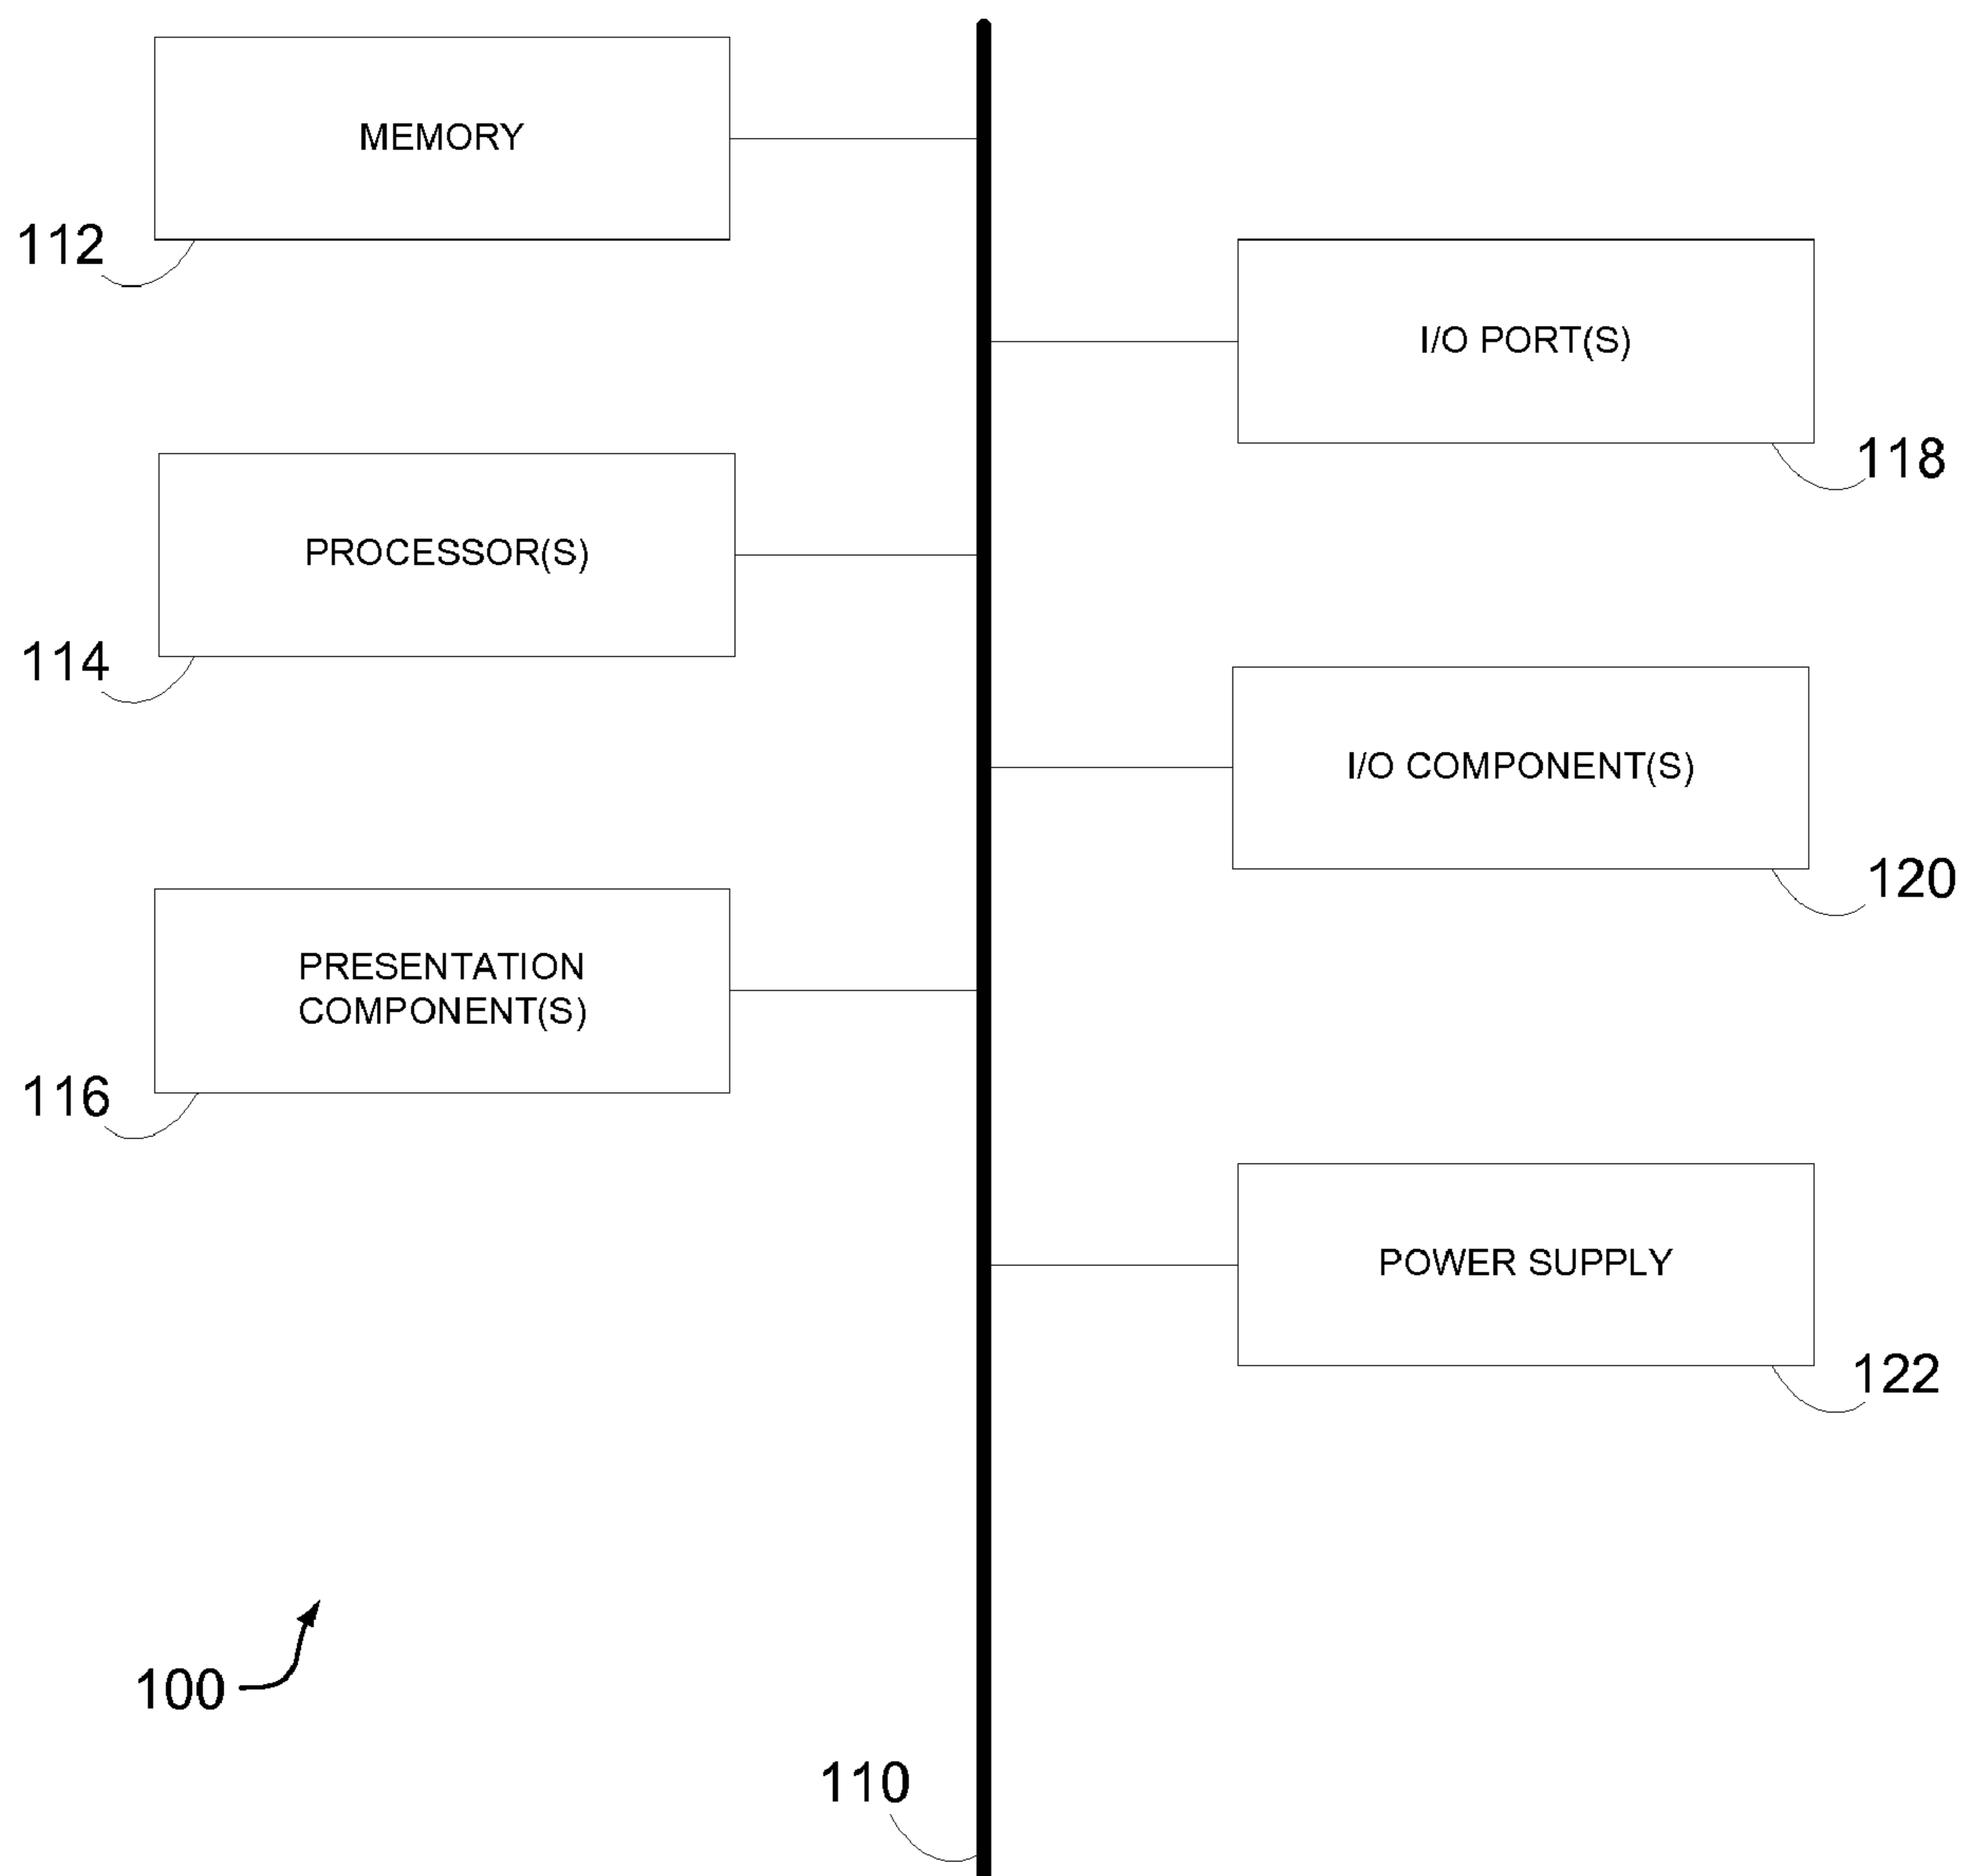 MEMORY
112
I/O PORT(S)
118
PROCESSOR(S)
114
I/O COMPONENT(S)
120
PRESENTATION
COMPONENT(S)
116
POWER SUPPLY
122
100
110